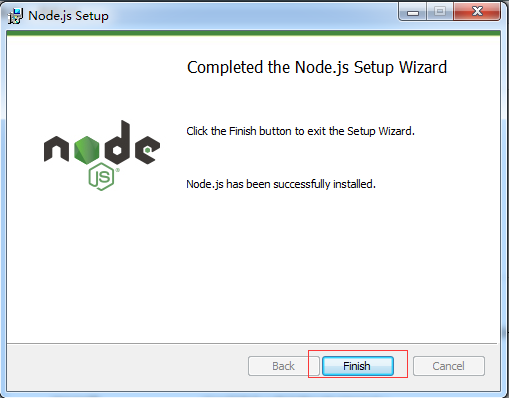 Node.js Setup
Completed the Node.js Setup Wizard
Click the Finish button to exit the Setup Wizard.
node
JS®
Node.js has been successfully installed.
Back
Finish
Cancel